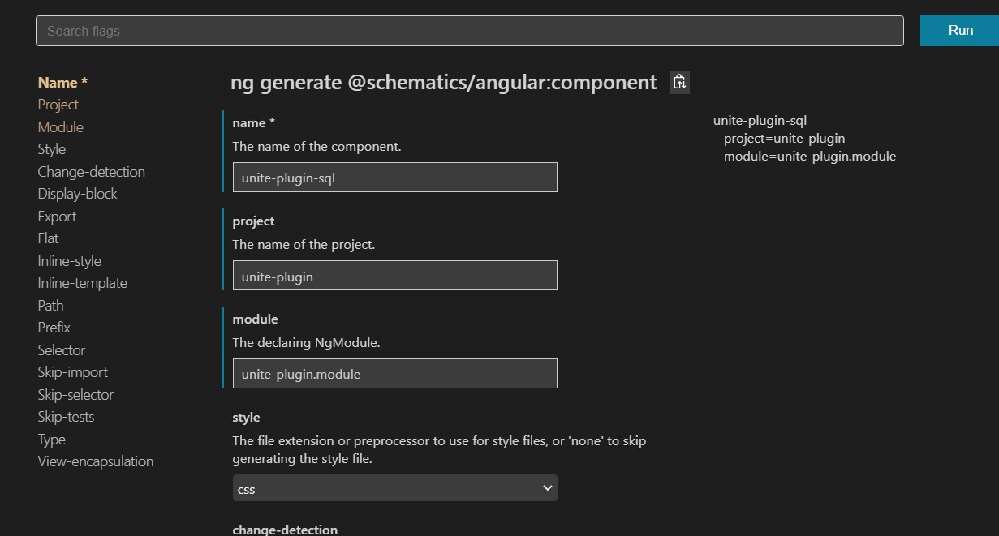 Search flags
Run
Name *
Project
Module
Style
Change-detection
Display-block
Export
Flat
Inline-style
Inline-template
Path
Prefix
Selector
Skip-import
Skip-selector
Skip-tests
Type
View-encapsulation
ng generate @schematics/angular:component
name *
The name of the component.
unite-plugin-sql
project
The name of the project.
unite-plugin
module
The declaring NgModule.
unite-plugin.module
style
The file extension or preprocessor to use for style files, or 'none' to skip
generating the style file.
css
change-detection
unite-plugin-sql
--project=unite-plugin
--module=unite-plugin.module